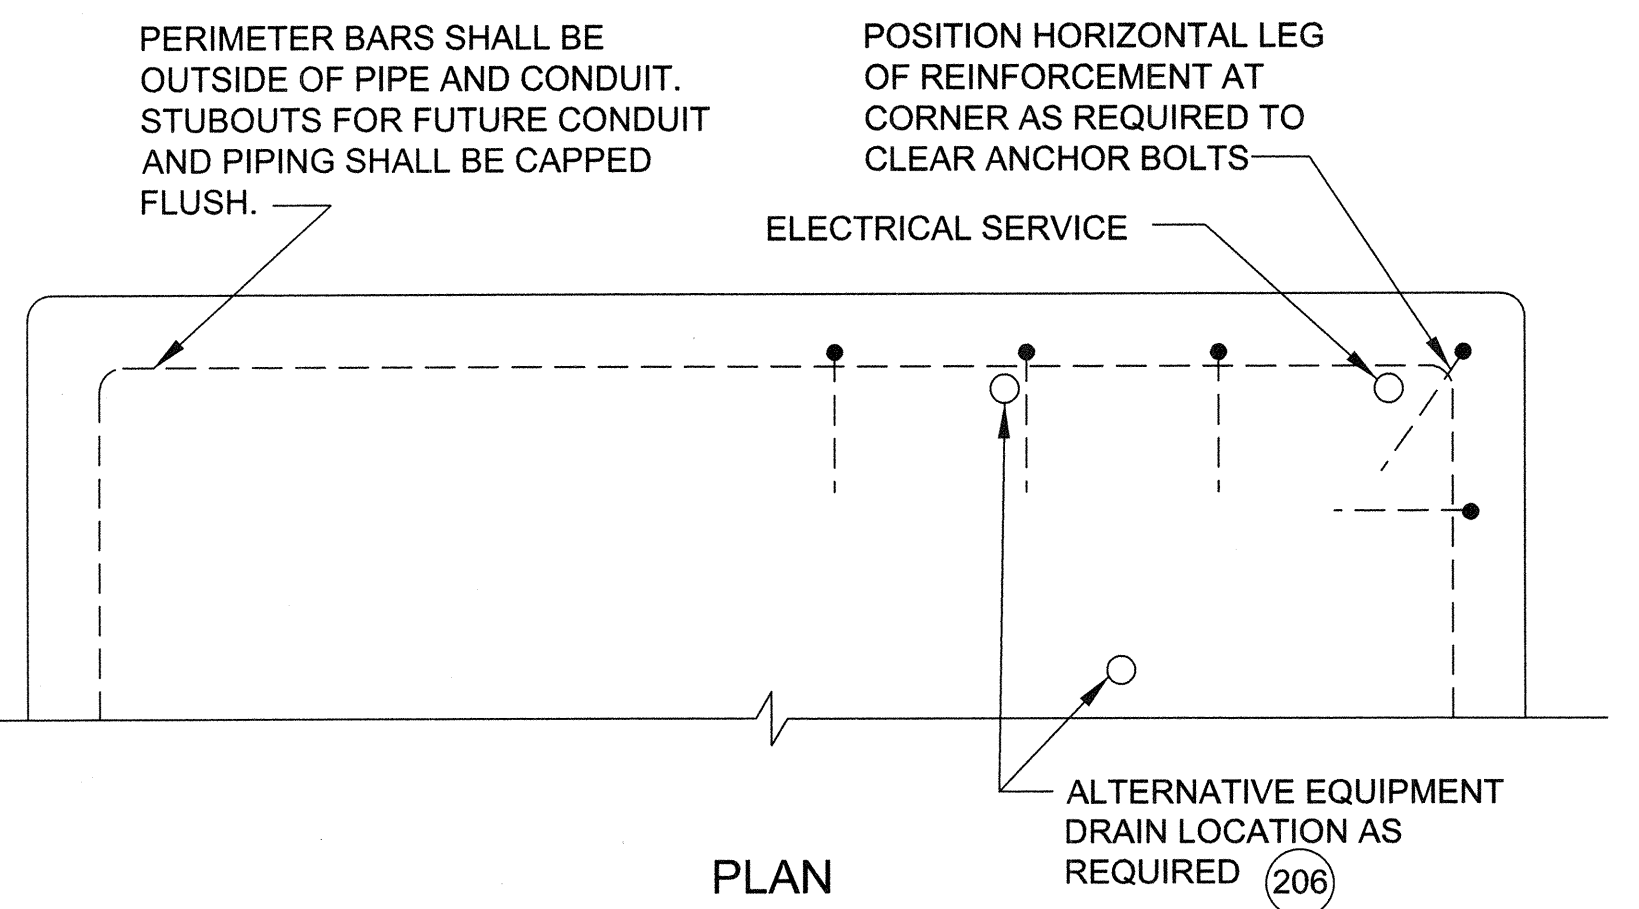 PERIMETER BARS SHALL BE
OUTSIDE OF PIPE AND CONDUIT.
STUBOUTS FOR FUTURE CONDUIT
AND PIPING SHALL BE CAPPED
FLUSH.
POSITION HORIZONTAL LEG
OF REINFORCEMENT AT
CORNER AS REQUIRED TO
CLEAR ANCHOR BOLTS
ELECTRICAL SERVICE
ALTERNATIVE EQUIPMENT
DRAIN LOCATION AS
REQUIRED 206
PLAN